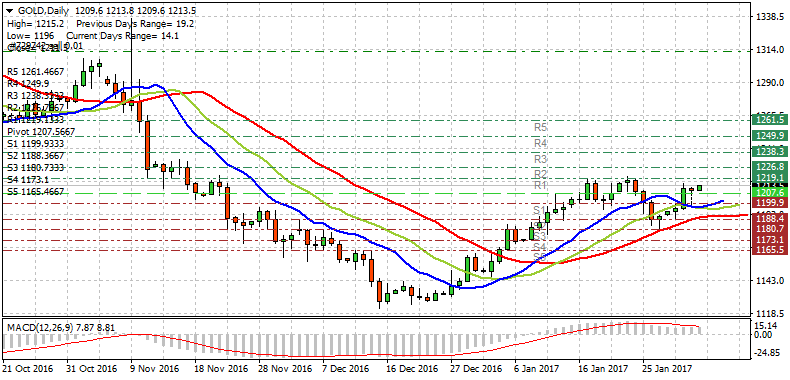 GOLD,Daily 1209.6 1213.8 1209.6 1213.5
High= 1215.2 Previous Days Range= 19.2
Low= 1196 Current Days Range= 14.1
R5 1261.4667
R4 1249.9
R3 1238.3333
R1 1219.1333
Pivot 1207.5667
S1 1199.9333
S2 1188.3667
S3 1180.7333
S4 1173.1
S5 1165.4667
R5
R4
R3
R2
R1
S1
S3
S4
1338.5
1314.0
1290.0
1261.5
1249.9
1238.3
1226.8
1219.1
1207.6
1199.9
1188.4
1180.7
1173.1
1165.5
1143.0
1118.5
MACD(12,26,9) 7.87 8.81
15.14
0.00
-24.85
21 Oct 2016
31 Oct 2016
9 Nov 2016
18 Nov 2016
28 Nov 2016
7 Dec 2016
16 Dec 2016
27 Dec 2016
6 Jan 2017
16 Jan 2017
25 Jan 2017